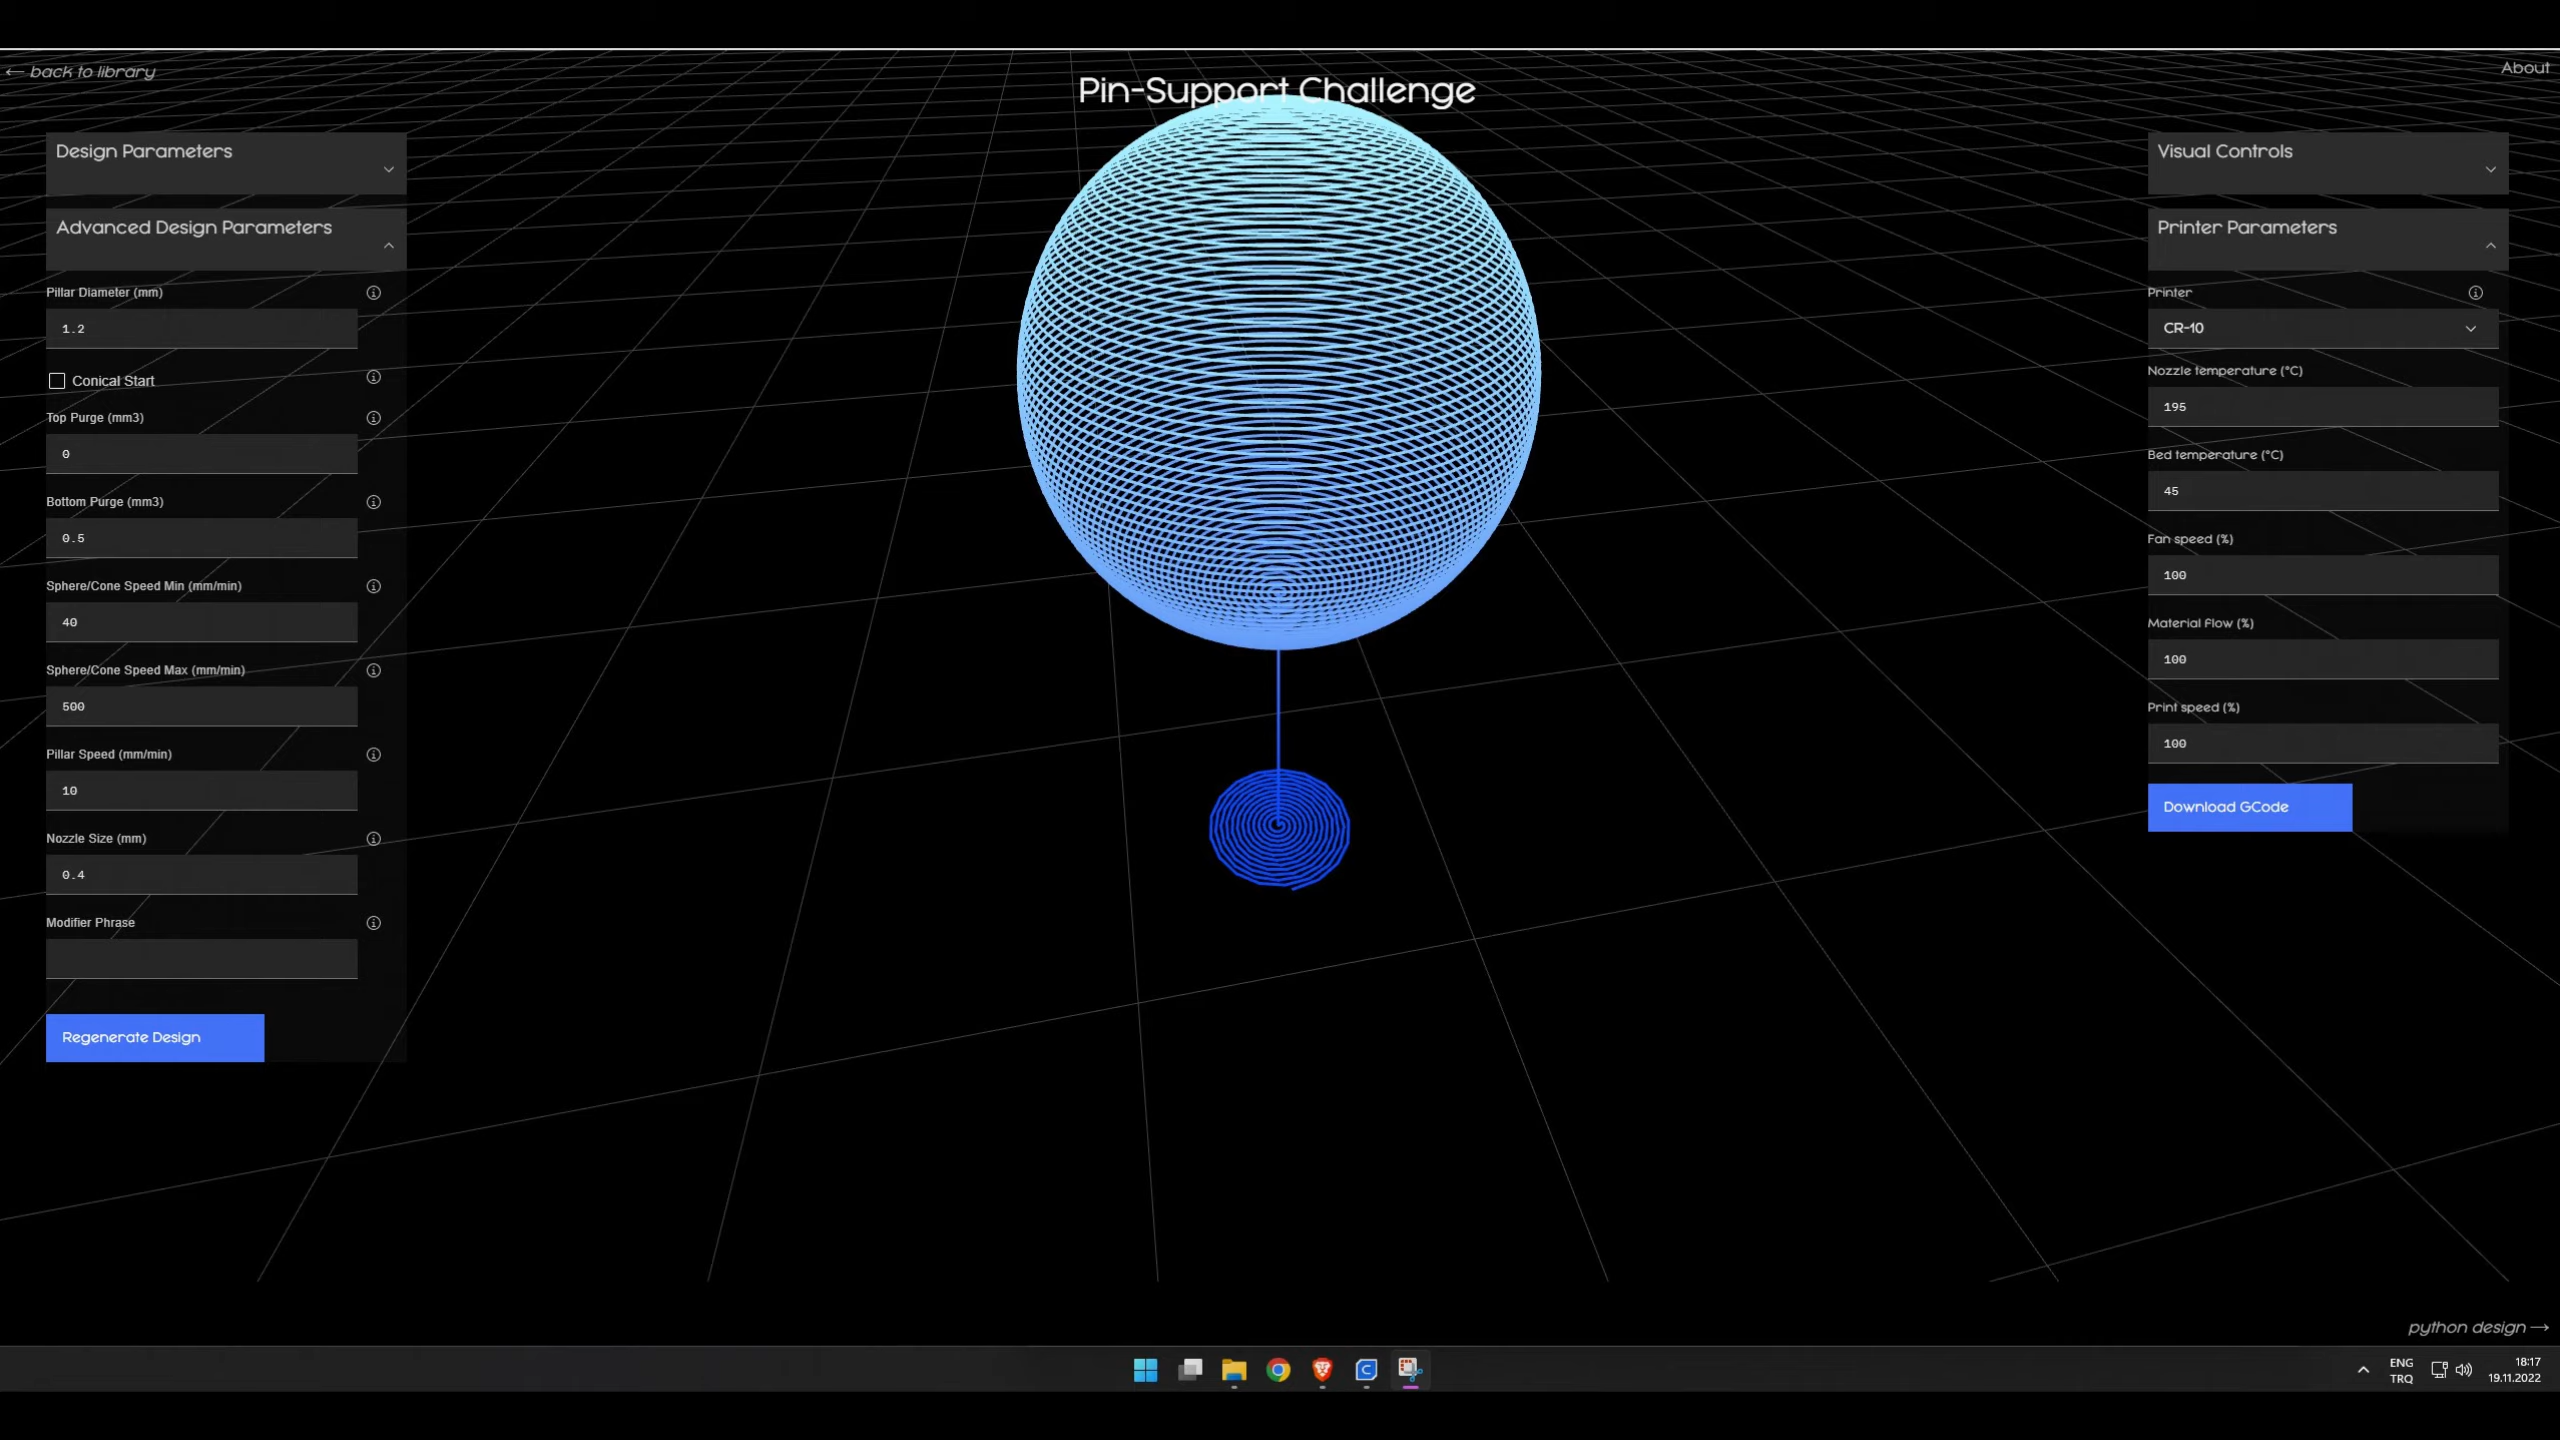 ← back to library
Pin-Support Challenge
About
Design Parameters
Advanced Design Parameters
Pillar Diameter (mm)
1.2
Conical Start
Top Purge (mm3)
0
Bottom Purge (mm3)
0.5
Sphere/Cone Speed Min (mm/min)
40
Sphere/Cone Speed Max (mm/min)
500
Pillar Speed (mm/min)
10
Nozzle Size (mm)
0.4
Modifier Phrase
Regenerate Design
Visual Controls
Printer Parameters
Printer
CR-10
Nozzle temperature (°C)
195
Bed temperature (°C)
45
Fan speed (%)
100
Material flow (%)
100
Print speed (%)
100
Download GCode
python design →
ENG
TRQ
18:17
19.11.2022